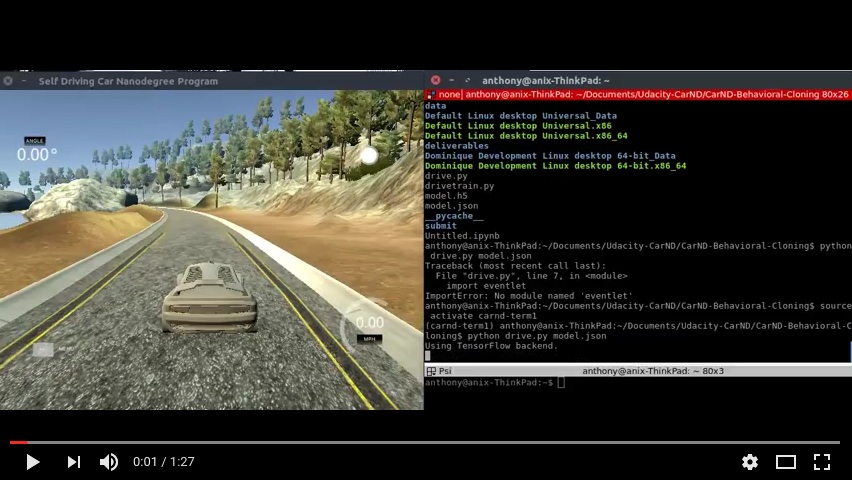 Self Driving Car Nanodegree Program
ANGLE
0.00°
0.00
MPH
MENU
anthony@anix-ThinkPad: ~
none| anthony@anix-ThinkPad: ~/Documents/Udacity-CarND/CarND-Behavioral-Cloning 80x26
data
Default Linux desktop Universal_Data
Default Linux desktop Universal.x86
Default Linux desktop Universal.x86_64
deliverables
Dominique Development Linux desktop 64-bit_Data
Dominique Development Linux desktop 64-bit.x86_64
drive.py
drivetrain.py
model.h5
model.json
__pycache__
submit
Untitled.ipynb
anthony@anix-ThinkPad:~/Documents/Udacity-CarND/CarND-Behavioral-Cloning$ python
drive.py model.json
Traceback (most recent call last):
File "drive.py", line 7, in <module>
import eventlet
ImportError: No module named 'eventlet'
anthony@anix-ThinkPad:~/Documents/Udacity-CarND/CarND-Behavioral-Cloning$ source
activate carnd-term1
(carnd-term1) anthony@anix-ThinkPad:~/Documents/Udacity-CarND/CarND-Behavioral-C
loning$ python drive.py model.json
Using TensorFlow backend.
Psi
anthony@anix-ThinkPad: ~ 80x3
anthony@anix-ThinkPad:~$
0:01 / 1:27